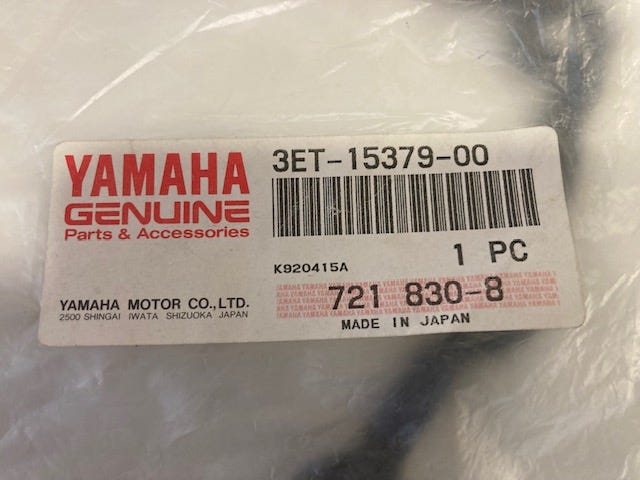 YAMAHA
GENUINE
Parts & Accessories
YAMAHA MOTOR CO., LTD.
2500 SHINGAI IWATA SHIZUOKA JAPAN
3ET-15379-00
K920415A
1 PC
721 830-8
MADE IN JAPAN